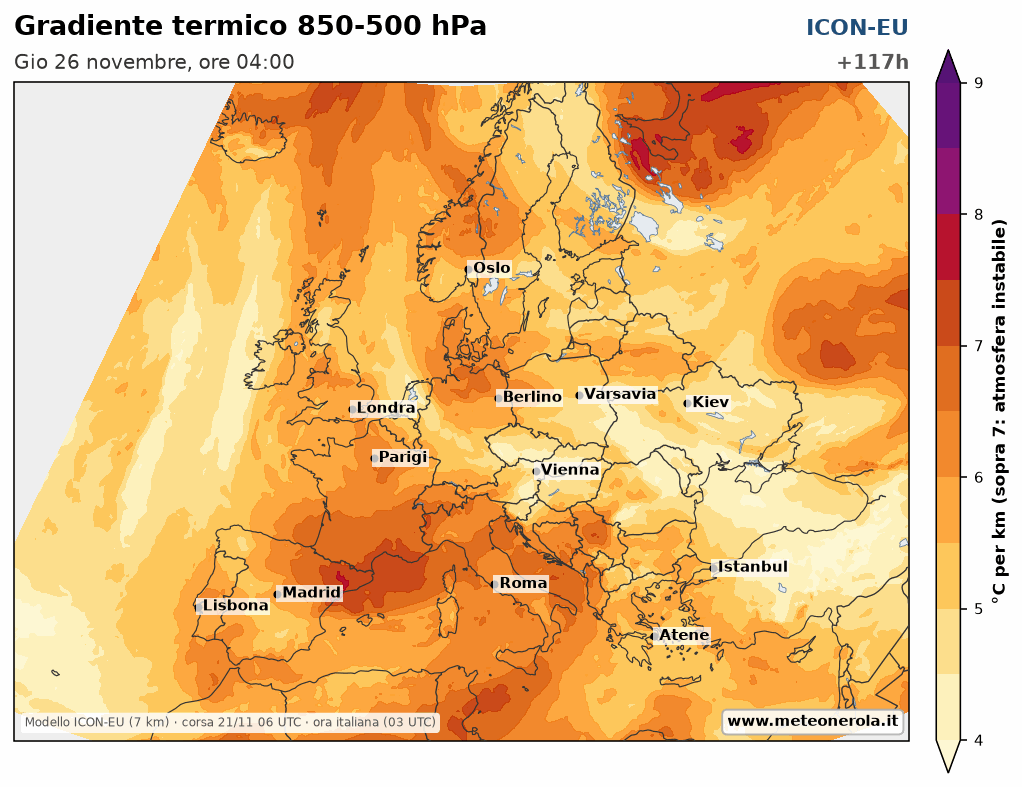 Gradiente termico 850-500 hPa
ICON-EU
Gio 26 novembre, ore 04:00
+117h
9
8
7
6
5
4
°C per km (sopra 7: atmosfera instabile)
Oslo
Londra
Berlino
Varsavia
Kiev
Parigi
Vienna
Istanbul
Roma
Madrid
Lisbona
Atene
Modello ICON-EU (7 km) · corsa 21/11 06 UTC · ora italiana (03 UTC)
www.meteonerola.it